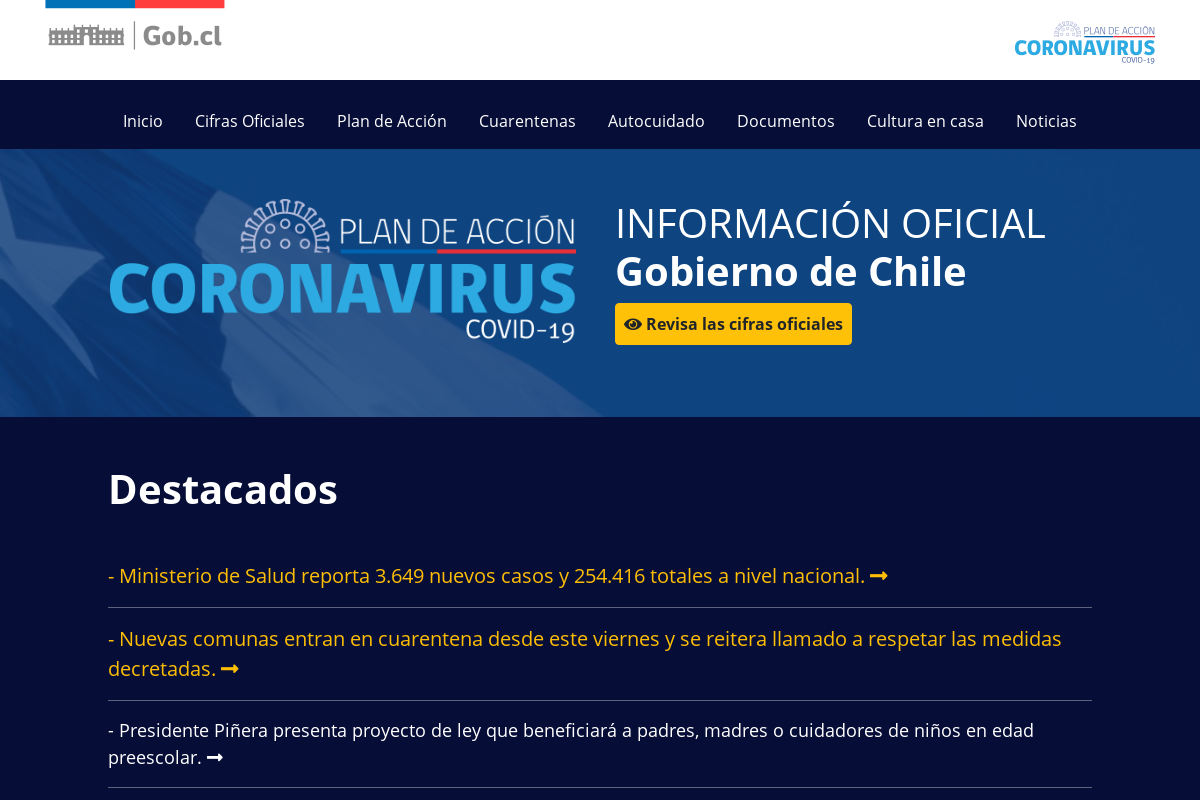 Gob.cl
PLAN DE ACCIÓN
CORONAVIRUS
COVID-19
Inicio
Cifras Oficiales
Plan de Acción
Cuarentenas
Autocuidado
Documentos
Cultura en casa
Noticias
PLAN DE ACCIÓN
CORONAVIRUS
COVID-19
INFORMACIÓN OFICIAL
Gobierno de Chile
Revisa las cifras oficiales
Destacados
- Ministerio de Salud reporta 3.649 nuevos casos y 254.416 totales a nivel nacional.
- Nuevas comunas entran en cuarentena desde este viernes y se reitera llamado a respetar las medidas
decretadas.
- Presidente Piñera presenta proyecto de ley que beneficiará a padres, madres o cuidadores de niños en edad
preescolar.